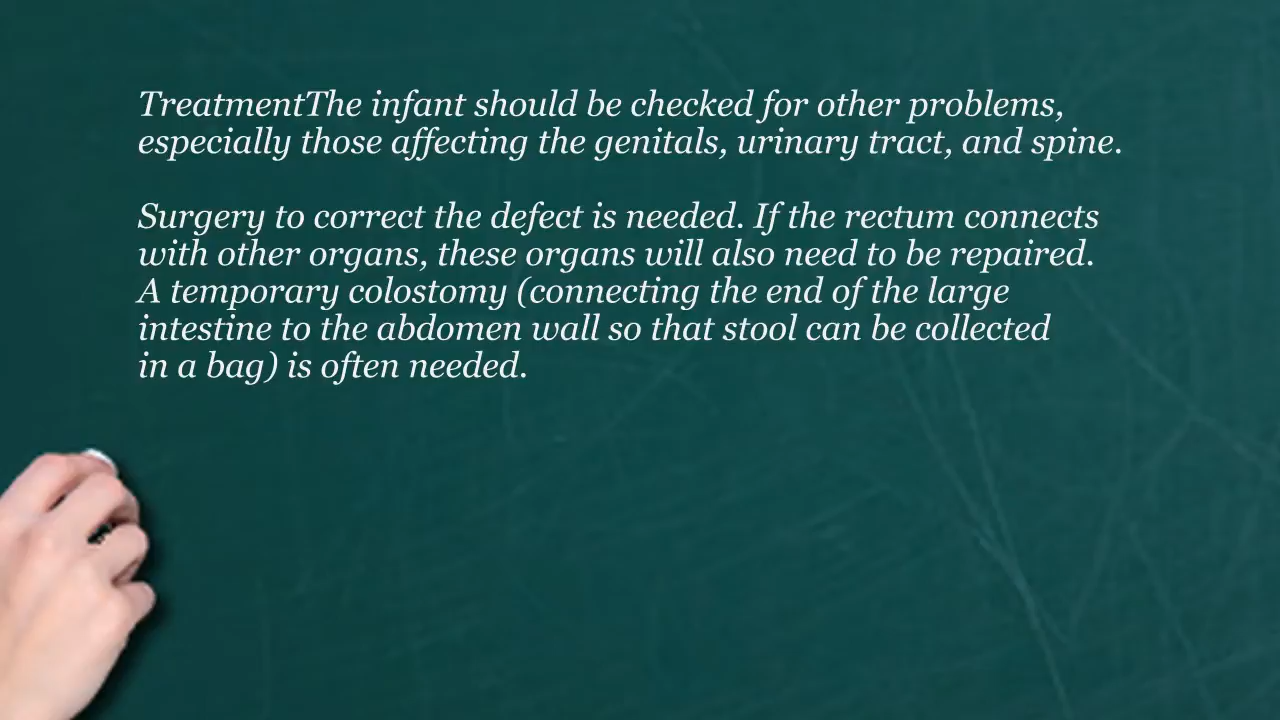 TreatmentThe infant should be checked for other problems,
especially those affecting the genitals, urinary tract, and spine.
Surgery to correct the defect is needed. If the rectum connects
with other organs, these organs will also need to be repaired.
A temporary colostomy (connecting the end of the large
intestine to the abdomen wall so that stool can be collected
in a bag) is often needed.